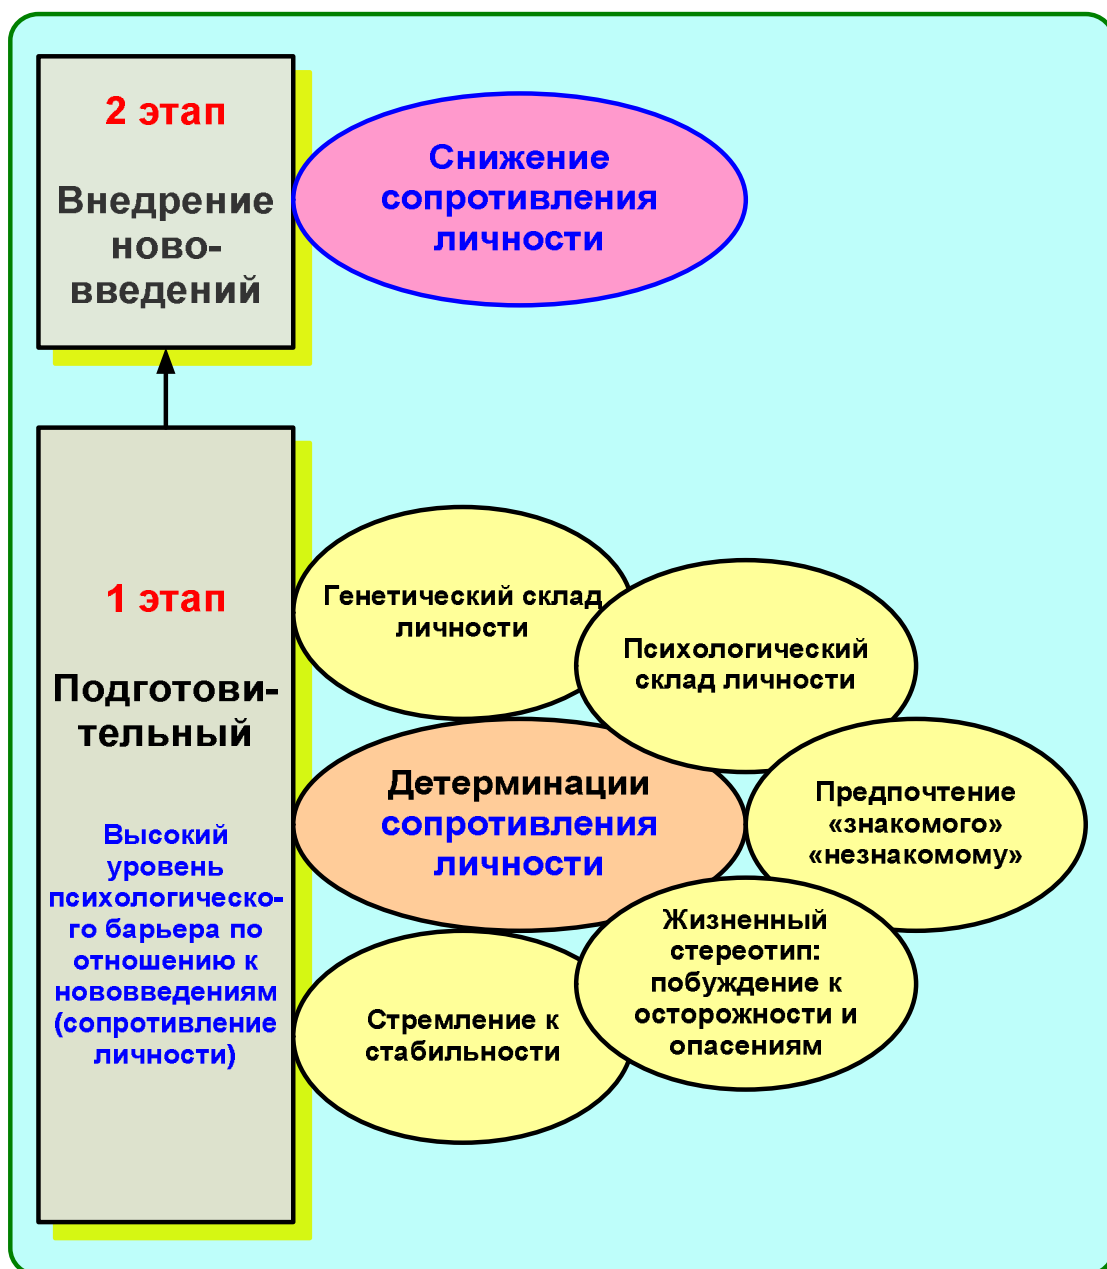 2 этап
Внедрение
ново-
введений
Снижение
сопротивления
личности
1 этап
Подготови-
тельный
Высокий
уровень
психологическо-
го барьера по
отношению к
нововведениям
(сопротивление
личности)
Генетический склад
личности
Психологический
склад личности
Детерминации
сопротивления
личности
Предпочтение
«знакомого»
«незнакомому»
Жизненный
стереотип:
побуждение к
осторожности и
опасениям
Стремление к
стабильности